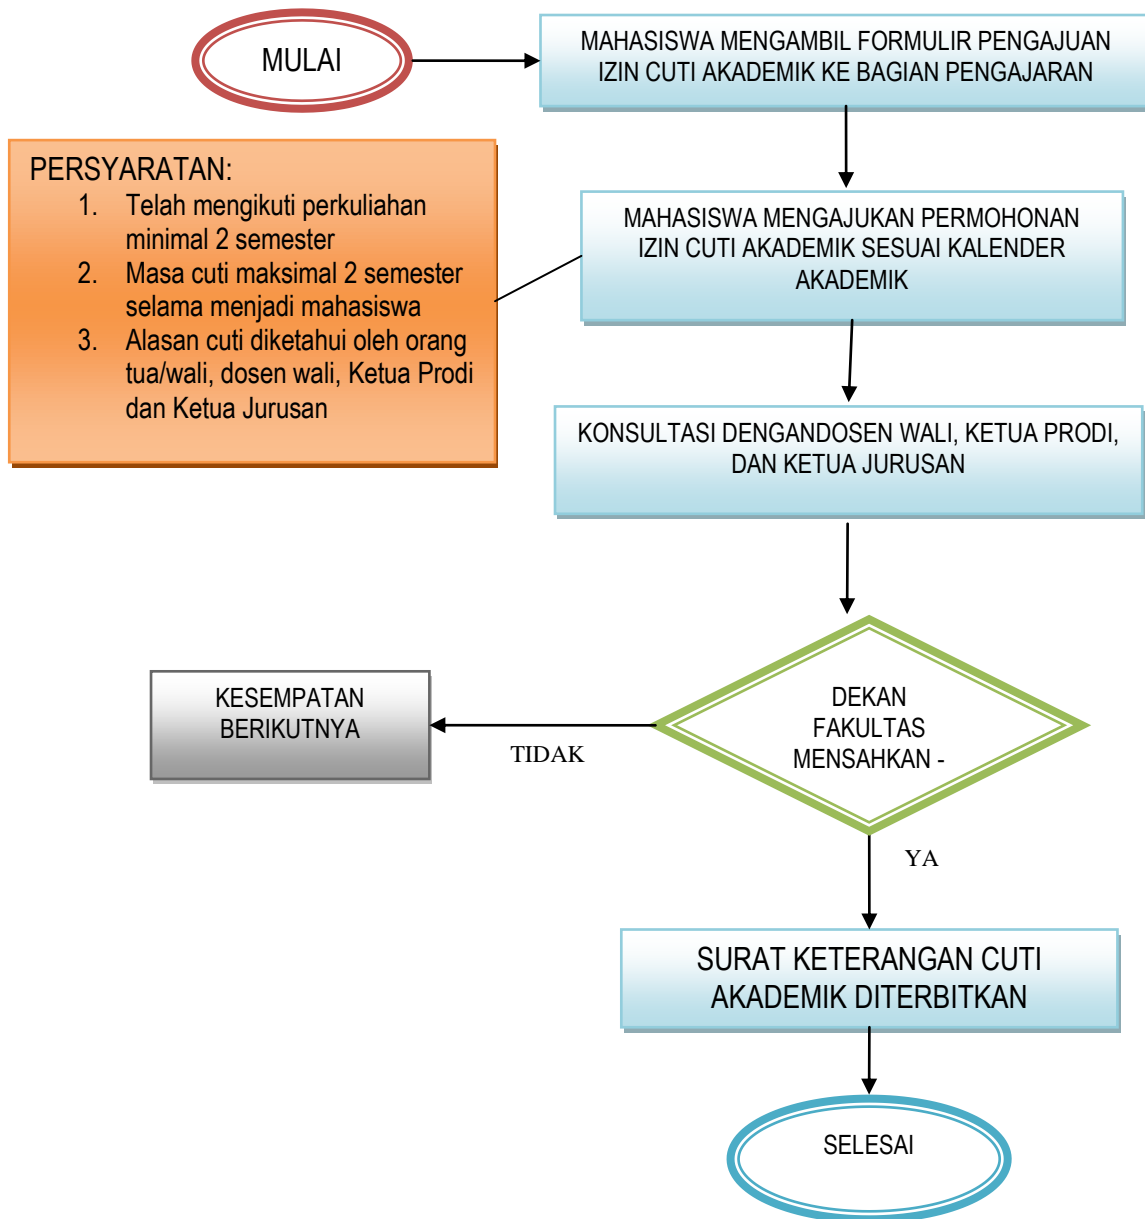 MULAI
MAHASISWA MENGAMBIL FORMULIR PENGAJUAN
IZIN CUTI AKADEMIK KE BAGIAN PENGAJARAN
PERSYARATAN:
1. Telah mengikuti perkuliahan
minimal 2 semester
2. Masa cuti maksimal 2 semester
selama menjadi mahasiswa
3. Alasan cuti diketahui oleh orang
tua/wali, dosen wali, Ketua Prodi
dan Ketua Jurusan
MAHASISWA MENGAJUKAN PERMOHONAN
IZIN CUTI AKADEMIK SESUAI KALENDER
AKADEMIK
KONSULTASI DENGANDOSEN WALI, KETUA PRODI,
DAN KETUA JURUSAN
DEKAN
FAKULTAS
MENSAHKAN -
TIDAK
KESEMPATAN
BERIKUTNYA
YA
SURAT KETERANGAN CUTI
AKADEMIK DITERBITKAN
SELESAI